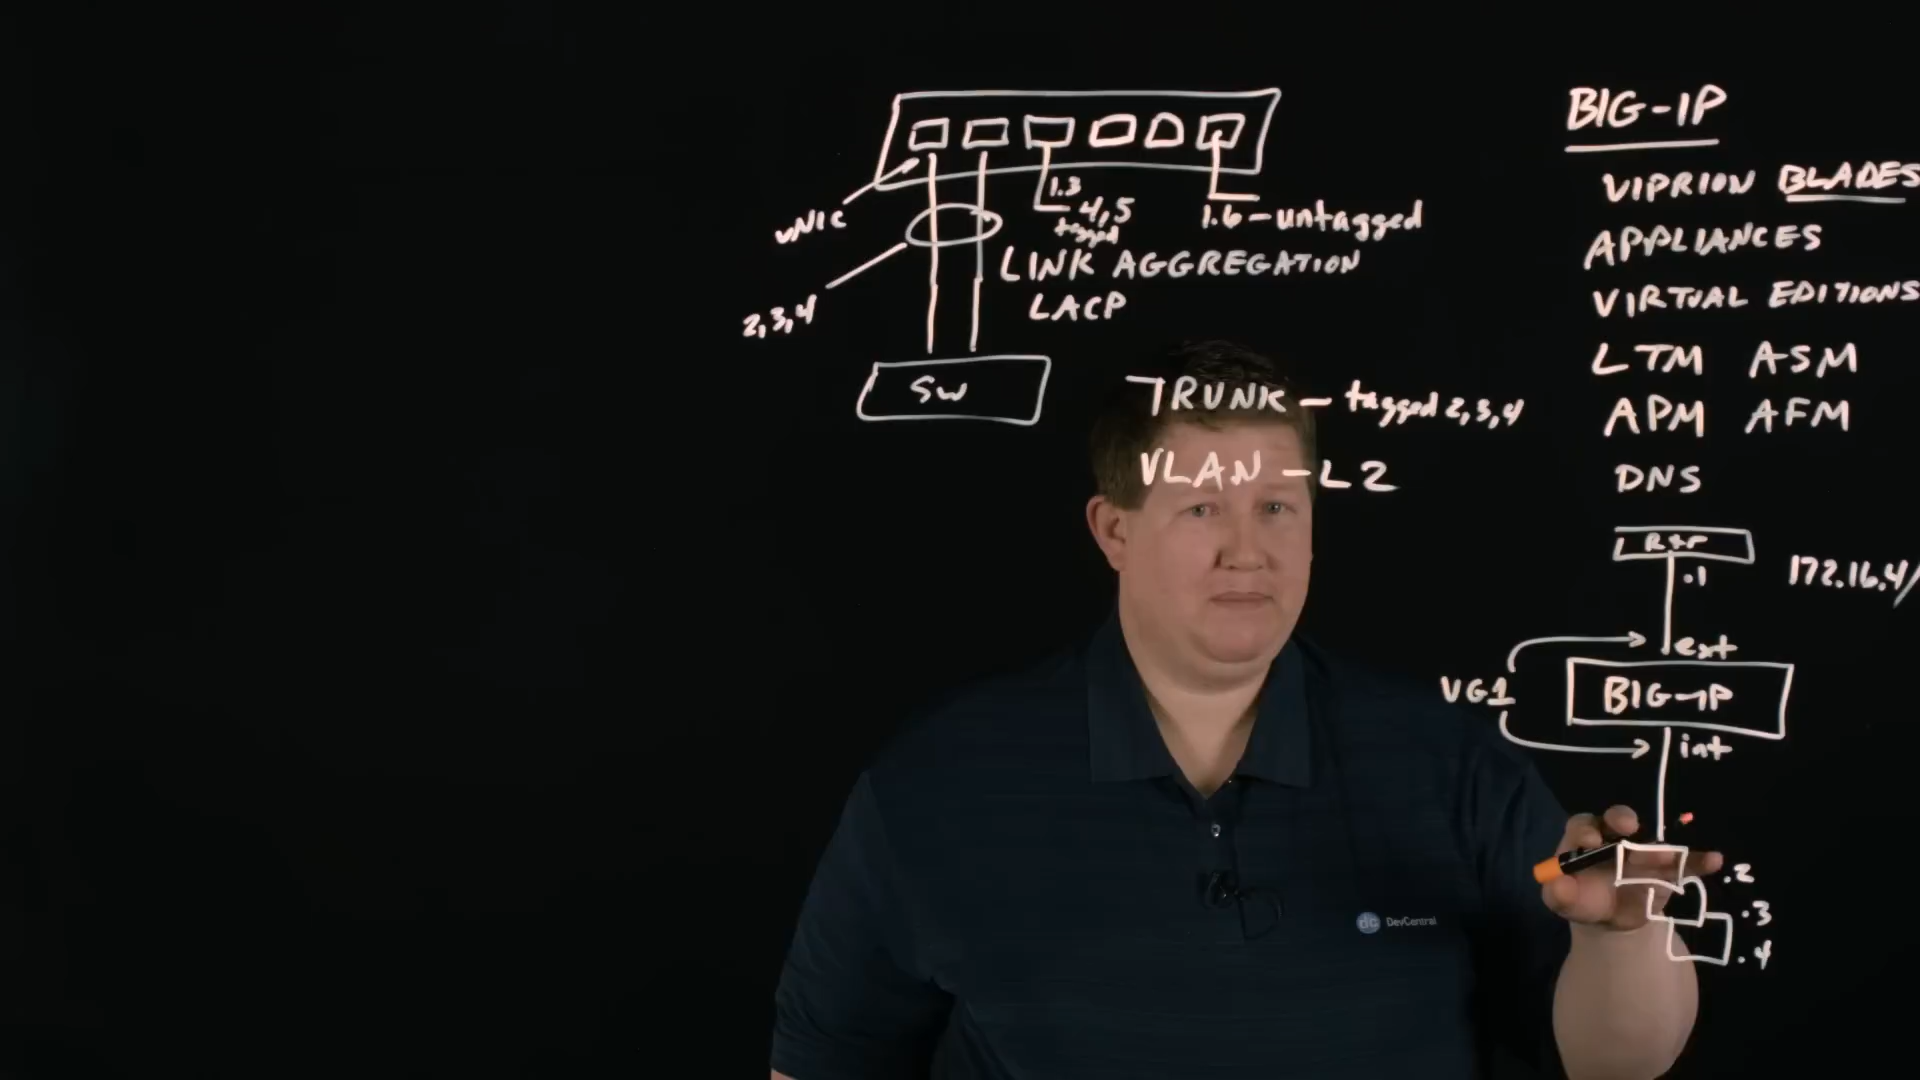 vNIC
2,3,4
1.3
4,5
tagged
1.6-untagged
LINK AGGREGATION
LACP
SW
TRUNK - tagged 2,3,4
VLAN - L2
BIG-IP
VIPRION BLADES
APPLIANCES
VIRTUAL EDITIONS
LTM ASM
APM AFM
DNS
Rtr
.1
172.16.4/
ext
VG1
BIG-IP
int
.2
.3
.4
dc DevCentral